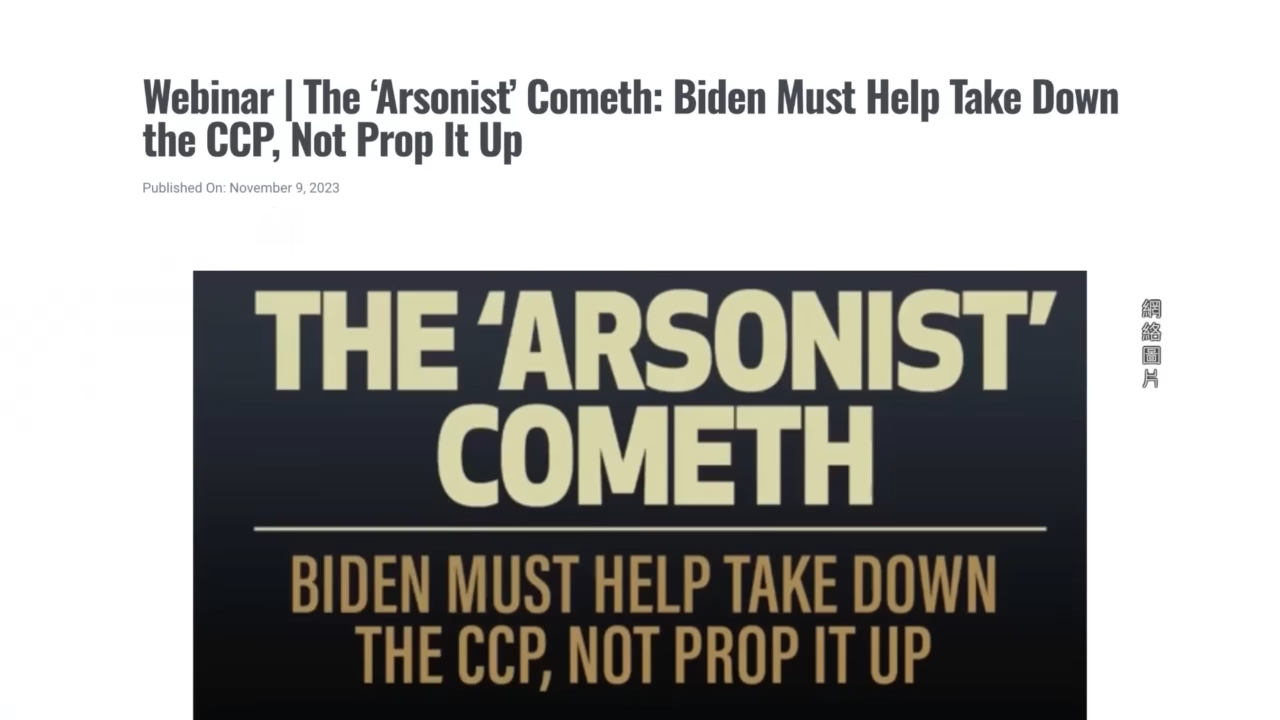 Webinar | The ‘Arsonist’ Cometh: Biden Must Help Take Down
the CCP, Not Prop It Up
Published On: November 9, 2023
THE ‘ARSONIST’
COMETH
BIDEN MUST HELP TAKE DOWN
THE CCP, NOT PROP IT UP
網絡圖片